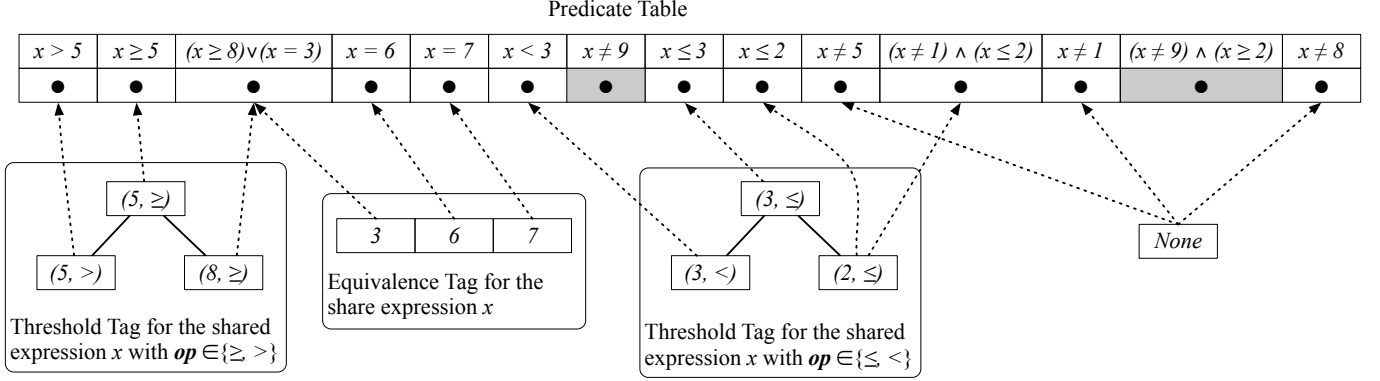 Predicate Table
x > 5 x ≥ 5 (x ≥ 8)∨(x = 3) x = 6 x = 7 x < 3 x ≠ 9 x ≤ 3 x ≤ 2 x ≠ 5 (x ≠ 1) ∧ (x ≤ 2) x ≠ 1 (x ≠ 9) ∧ (x ≥ 2) x ≠ 8
(5, ≥)
(5, >) (8, ≥)
Threshold Tag for the shared
expression x with op ∈{≥, >}
3 6 7
Equivalence Tag for the
share expression x
(3, ≤)
(3, <) (2, ≤)
Threshold Tag for the shared
expression x with op ∈{≤, <}
None